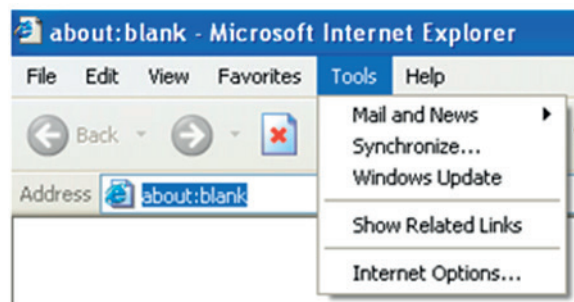 about:blank - Microsoft Internet Explorer
File Edit View Favorites Tools Help
Back
Mail and News
Synchronize...
Windows Update
Address about:blank
Show Related Links
Internet Options...